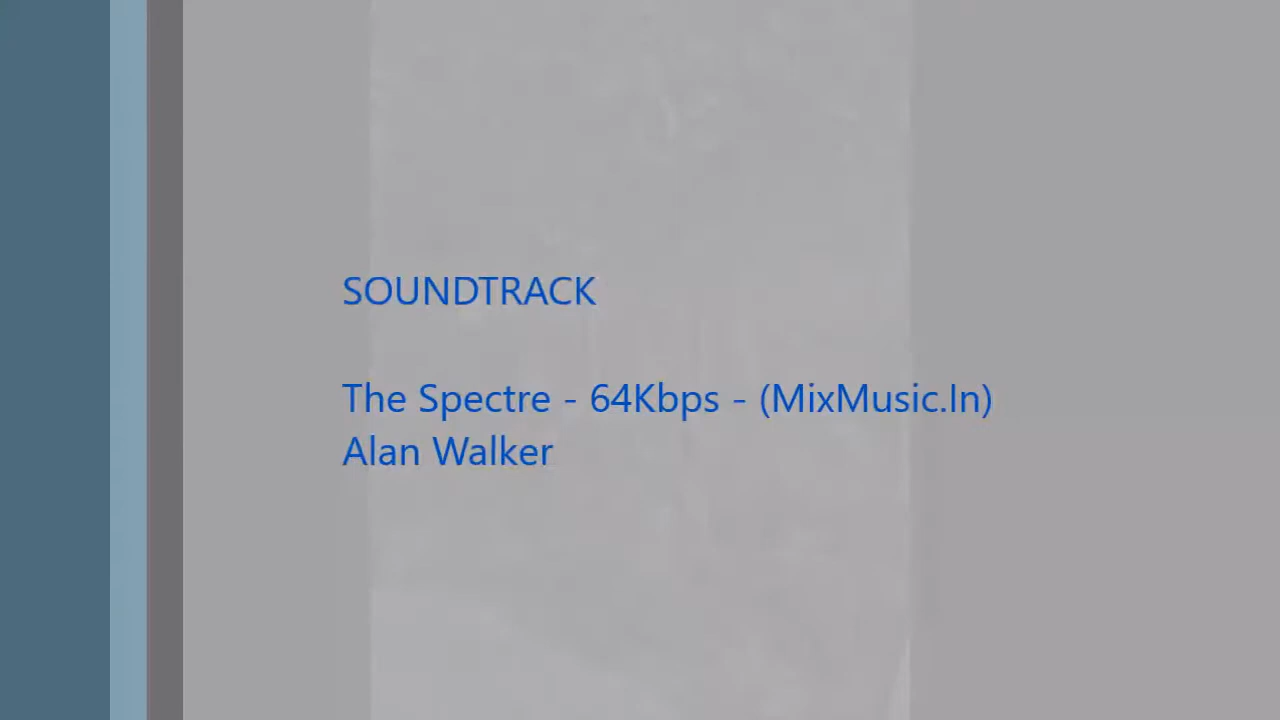 SOUNDTRACK
The Spectre - 64Kbps - (MixMusic.In)
Alan Walker